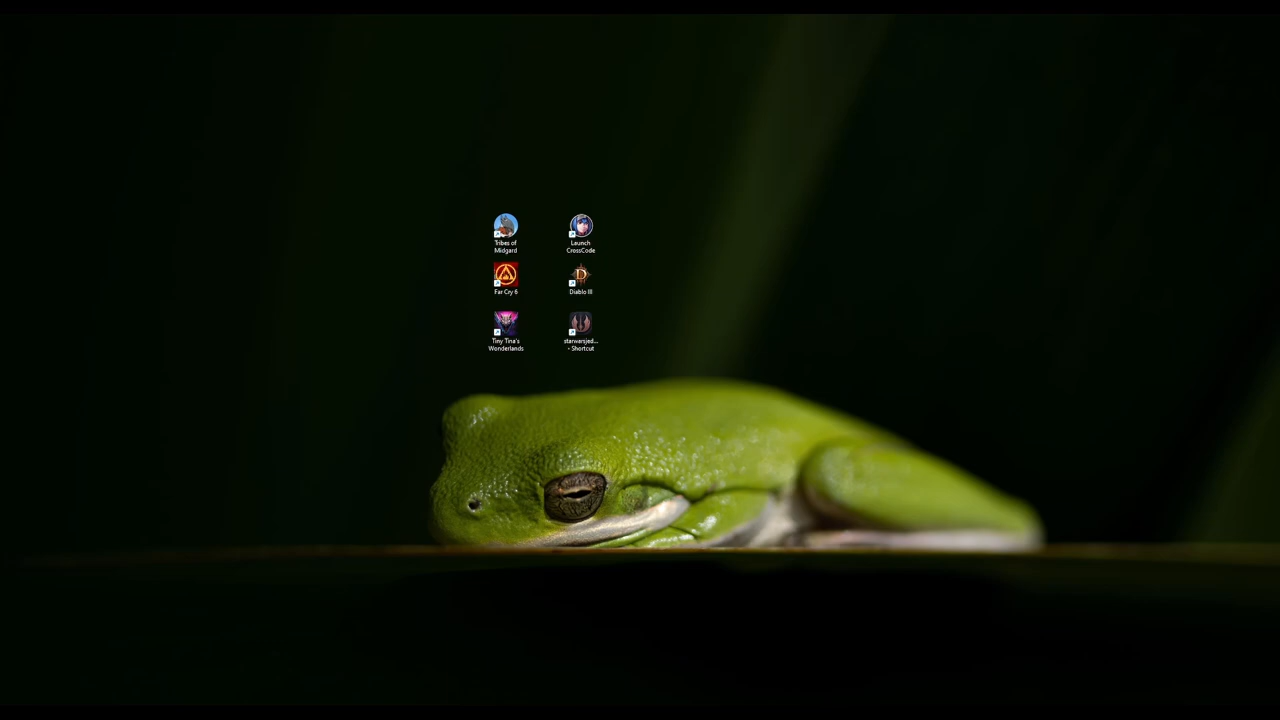 Tribes of
Midgard
Launch
CrossCode
Far Cry 6
Diablo III
Tiny Tina's
Wonderlands
starwarsjed...
- Shortcut